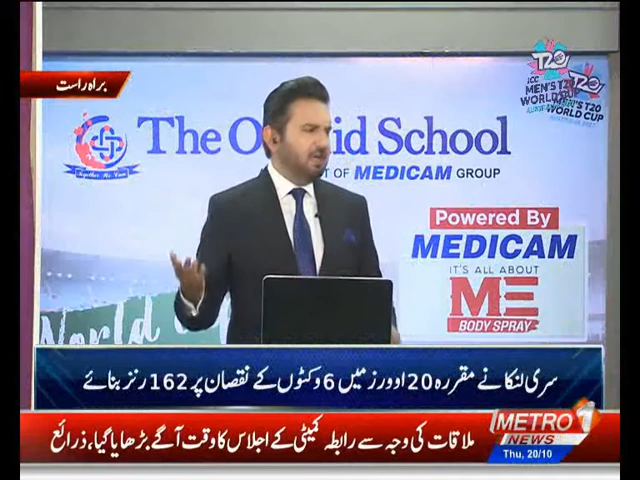 براہ راست
ICC
MEN'S T20
WORLD CUP
MEN'S T20
WORLD CUP
The O id School
T OF MEDICAM GROUP
Together We Care
Powered By
MEDICAM
IT'S ALL ABOUT
ME
BODY SPRAY
World
سری لنکا نے مقررہ 20 اوورز میں 6 وکٹوں کے نقصان پر 162 رنز بنائے
ملاقات کی وجہ سے رابطہ کمیٹی کے اجلاس کا وقت آگے بڑھایا گیا، ذرائع
METRO 1
NEWS
Thu, 20/10